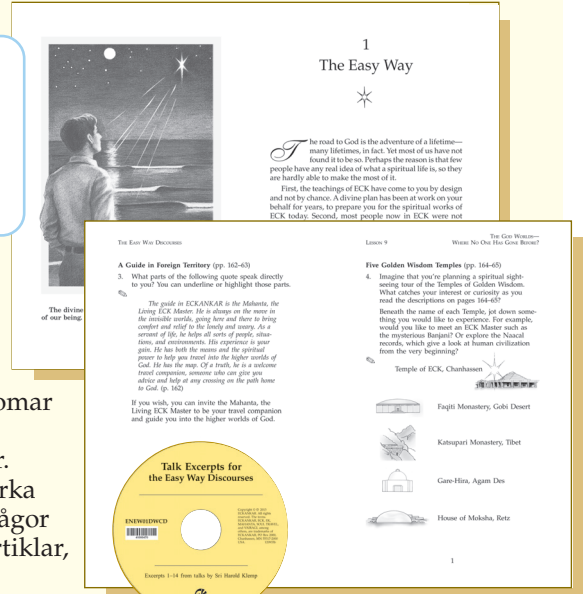 1
The Easy Way
The road to God is the adventure of a lifetime—
many lifetimes, in fact. Yet most of us have not
found it to be so. Perhaps the reason is that few
people have any real idea of what a spiritual life is, so they
are hardly able to make the most of it.
First, the teachings of ECK have come to you by design
and not by chance. A divine plan has been at work on your
behalf for years, to prepare you for the spiritual works of
ECK today. Second, most people now in ECK were not
The divine
of our being.
THE EASY WAY DISCOURSES
A Guide in Foreign Territory (pp. 162–63)
3. What parts of the following quote speak directly
to you? You can underline or highlight those parts.
The guide in ECKANKAR is the Mahanta, the
Living ECK Master. He is always on the move in
the invisible worlds, going here and there to bring
comfort and relief to the lonely and weary. As a
servant of life, he helps all sorts of people, situa-
tions, and environments. His experience is your
gain. He has both the means and the spiritual
power to help you travel into the higher worlds of
God. He has the map. Of a truth, he is a welcome
travel companion, someone who can give you
advice and help at any crossing on the path home
to God. (p. 162)
If you wish, you can invite the Mahanta, the
Living ECK Master to be your travel companion
and guide you into the higher worlds of God.
Talk Excerpts for
the Easy Way Discourses
ENEW01DWCD
Excerpts 1–14 from talks by Sri Harold Klemp
LESSON 9
THE GOD WORLDS—
WHERE NO ONE HAS GONE BEFORE?
Five Golden Wisdom Temples (pp. 164–65)
4. Imagine that you're planning a spiritual sight-
seeing tour of the Temples of Golden Wisdom.
What catches your interest or curiosity as you
read the descriptions on pages 164–65?
Beneath the name of each Temple, jot down some-
thing you would like to experience. For example,
would you like to meet an ECK Master such as
the mysterious Banjani? Or explore the Naacal
records, which give a look at human civilization
from the very beginning?
Temple of ECK, Chanhassen
Faqiti Monastery, Gobi Desert
Katsupari Monastery, Tibet
Gare-Hira, Agam Des
House of Moksha, Retz
1
omar
r.
rka
ågor
rtiklar,